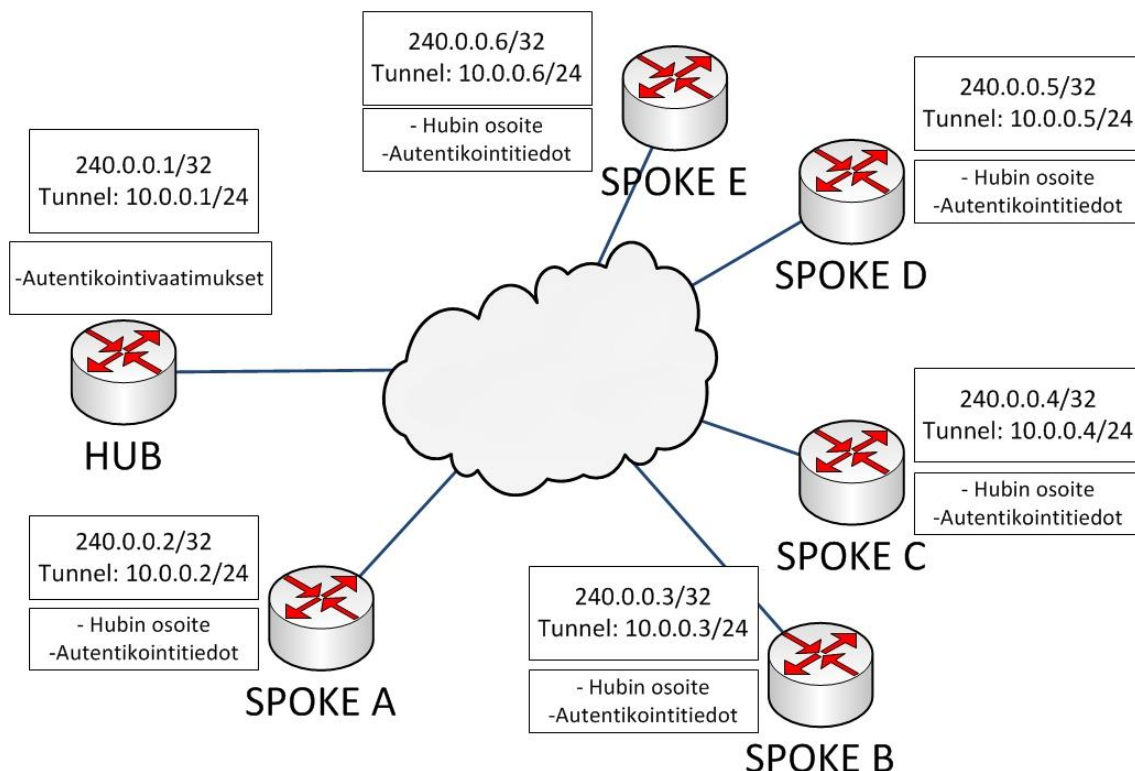 240.0.0.6/32
Tunnel: 10.0.0.6/24
- Hubin osoite
-Autentikointitiedot
SPOKE E
240.0.0.5/32
Tunnel: 10.0.0.5/24
- Hubin osoite
-Autentikointitiedot
SPOKE D
240.0.0.1/32
Tunnel: 10.0.0.1/24
-Autentikointivaatimukset
HUB
240.0.0.4/32
Tunnel: 10.0.0.4/24
- Hubin osoite
-Autentikointitiedot
SPOKE C
240.0.0.2/32
Tunnel: 10.0.0.2/24
- Hubin osoite
-Autentikointitiedot
SPOKE A
240.0.0.3/32
Tunnel: 10.0.0.3/24
- Hubin osoite
-Autentikointitiedot
SPOKE B